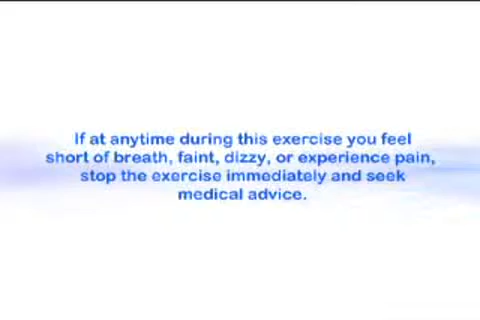 If at anytime during this exercise you feel
short of breath, faint, dizzy, or experience pain,
stop the exercise immediately and seek
medical advice.